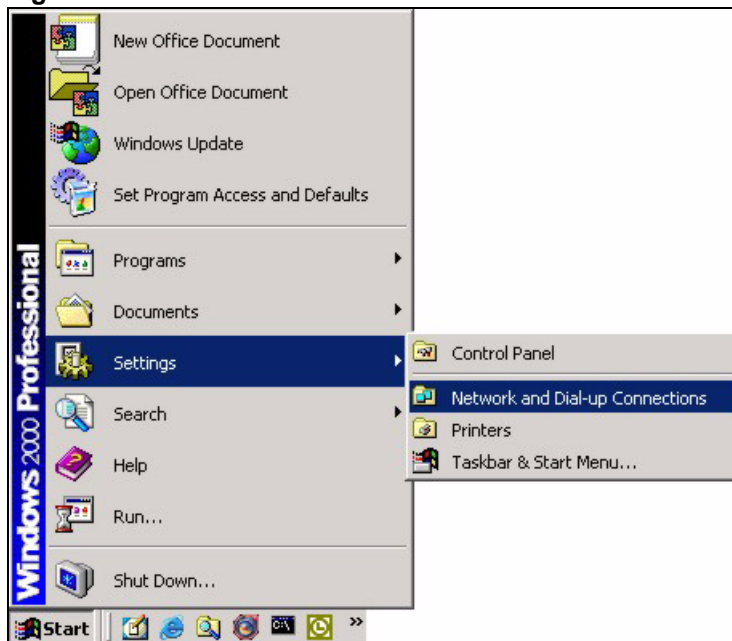 New Office Document
Open Office Document
Windows Update
Set Program Access and Defaults
Programs
Documents
Settings
Search
Help
Run...
Shut Down...
Control Panel
Network and Dial-up Connections
Printers
Taskbar & Start Menu...
Windows 2000 Professional
Start
»